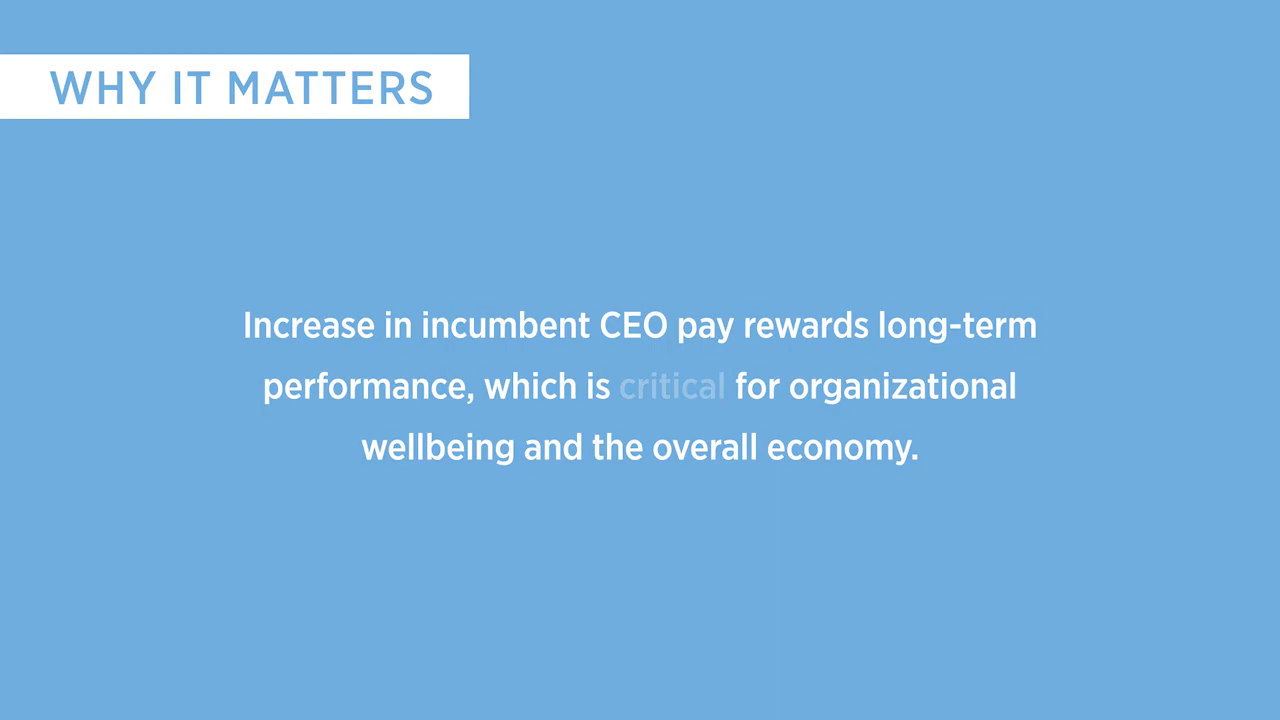 WHY IT MATTERS
Increase in incumbent CEO pay rewards long-term
performance, which is critical for organizational
wellbeing and the overall economy.